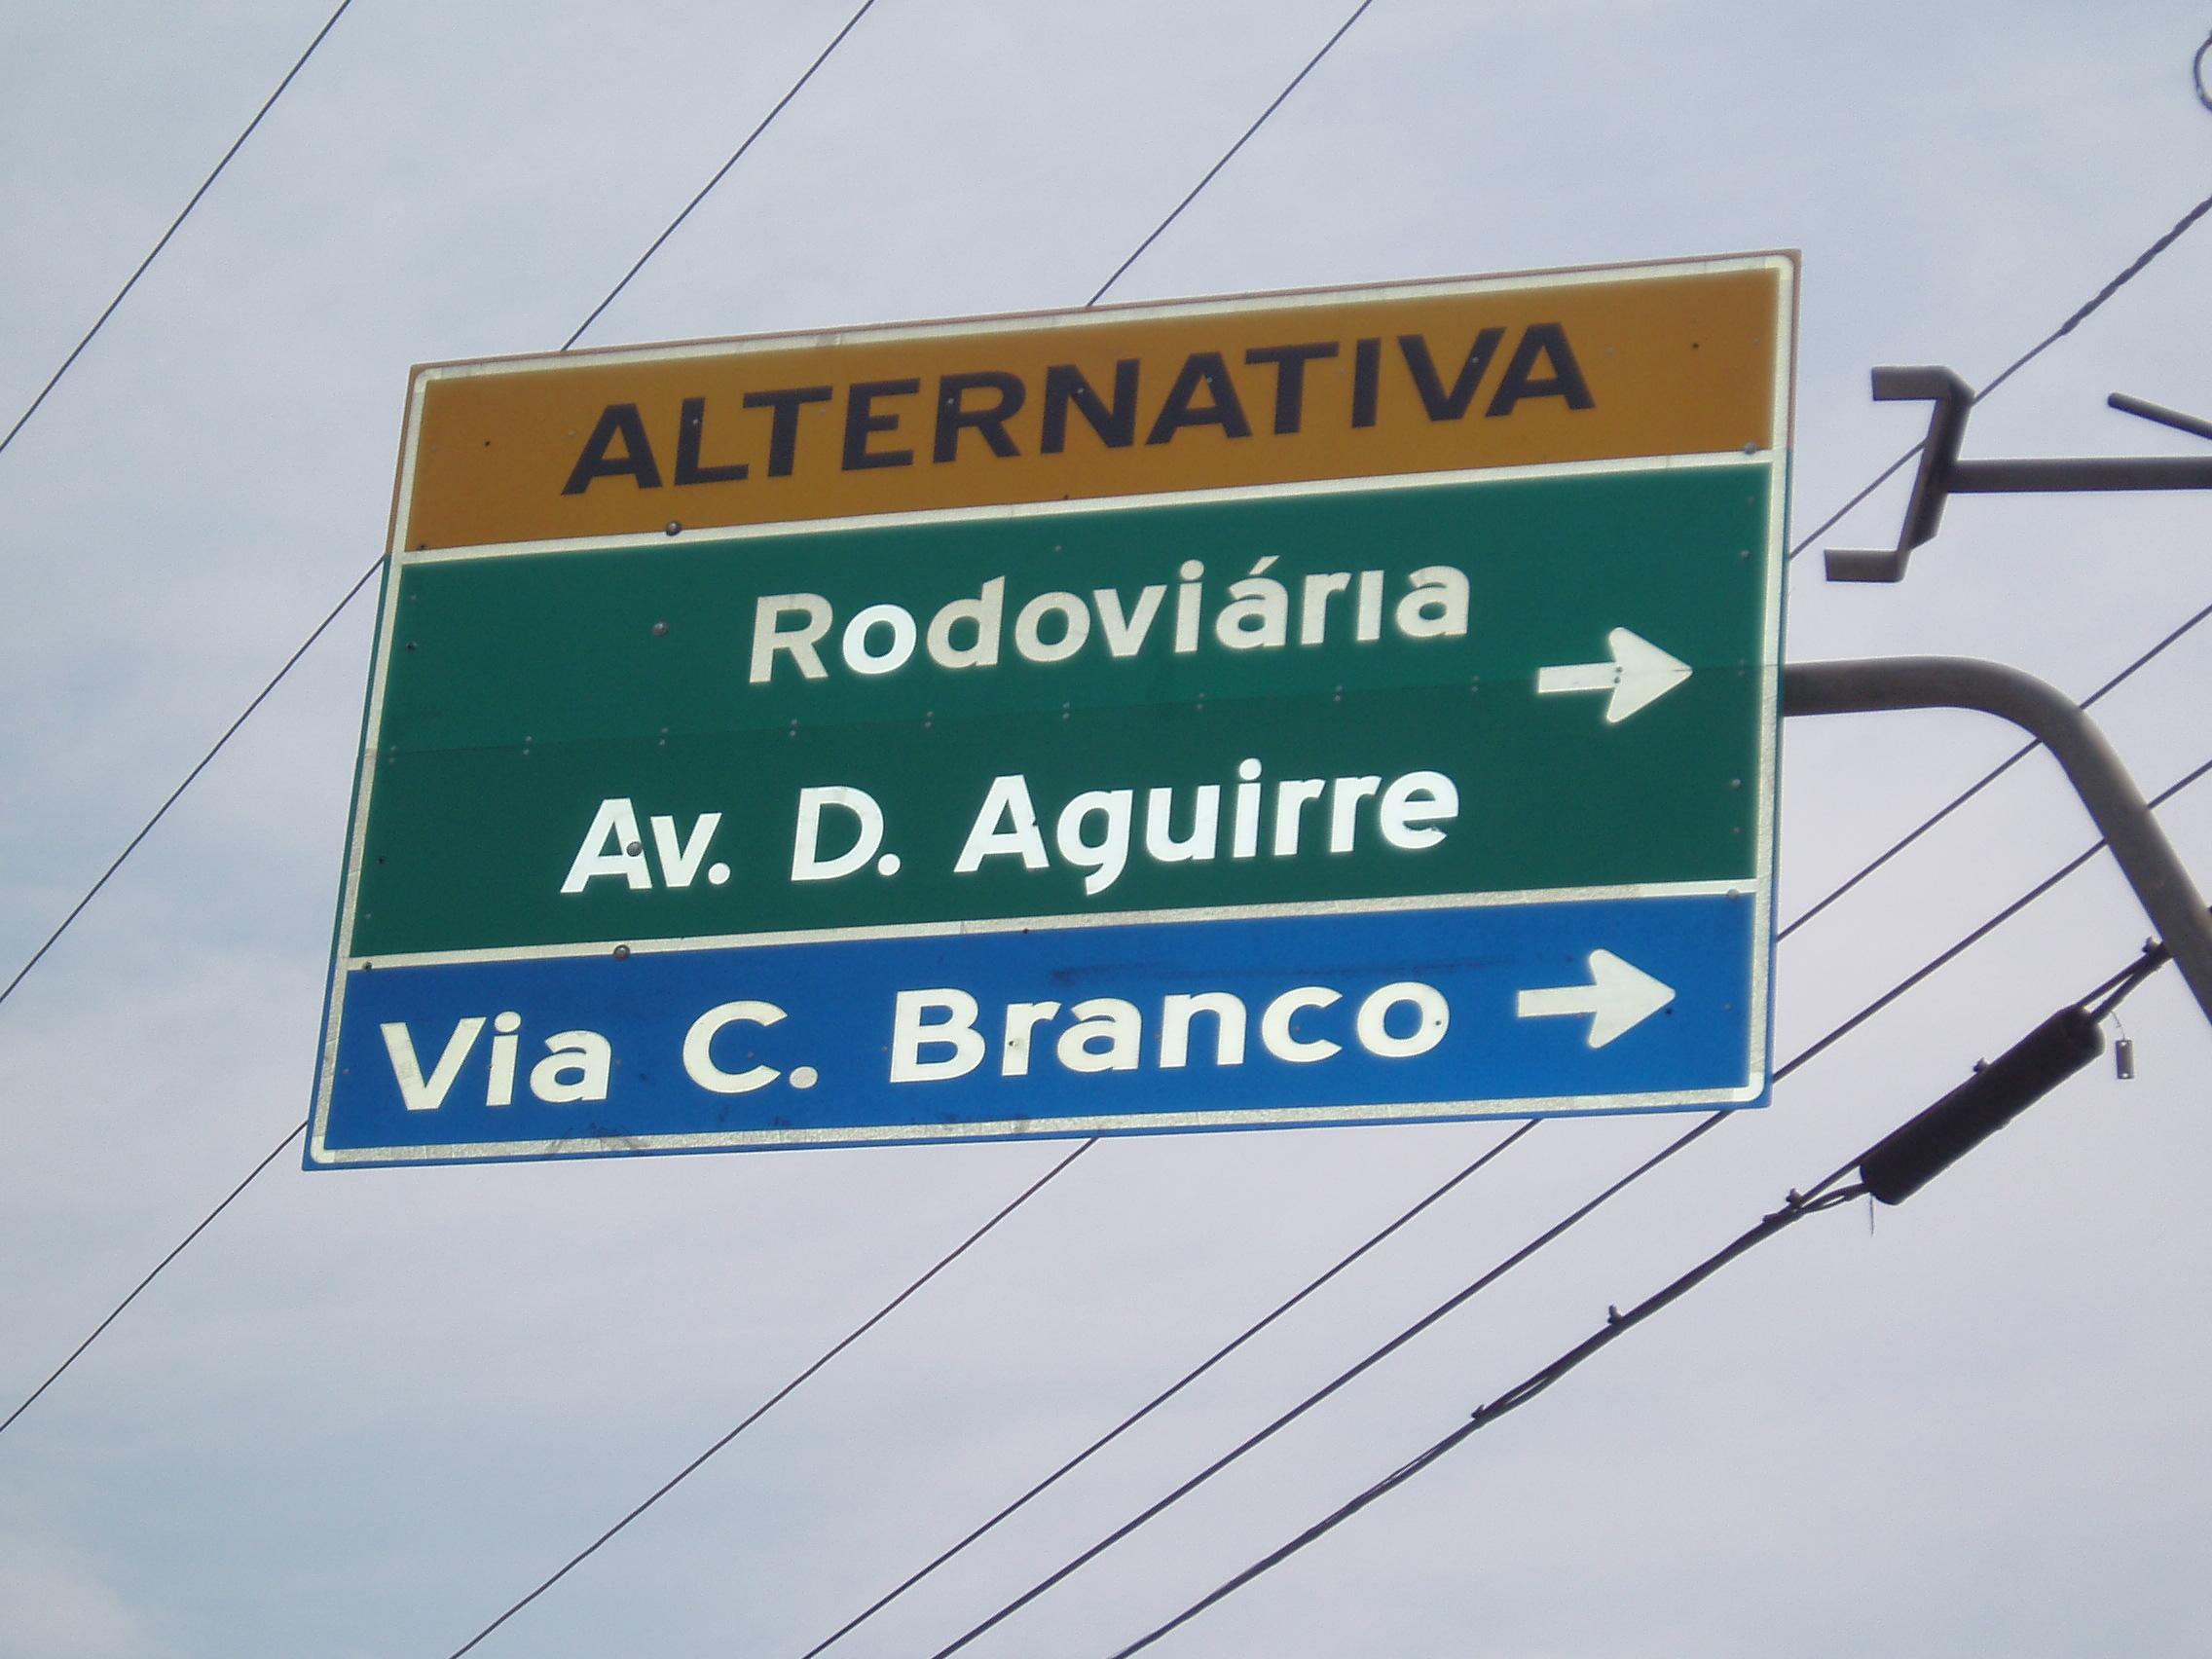 ALTERNATIVA
Rodoviária
Av. D. Aguirre
Via C. Branco